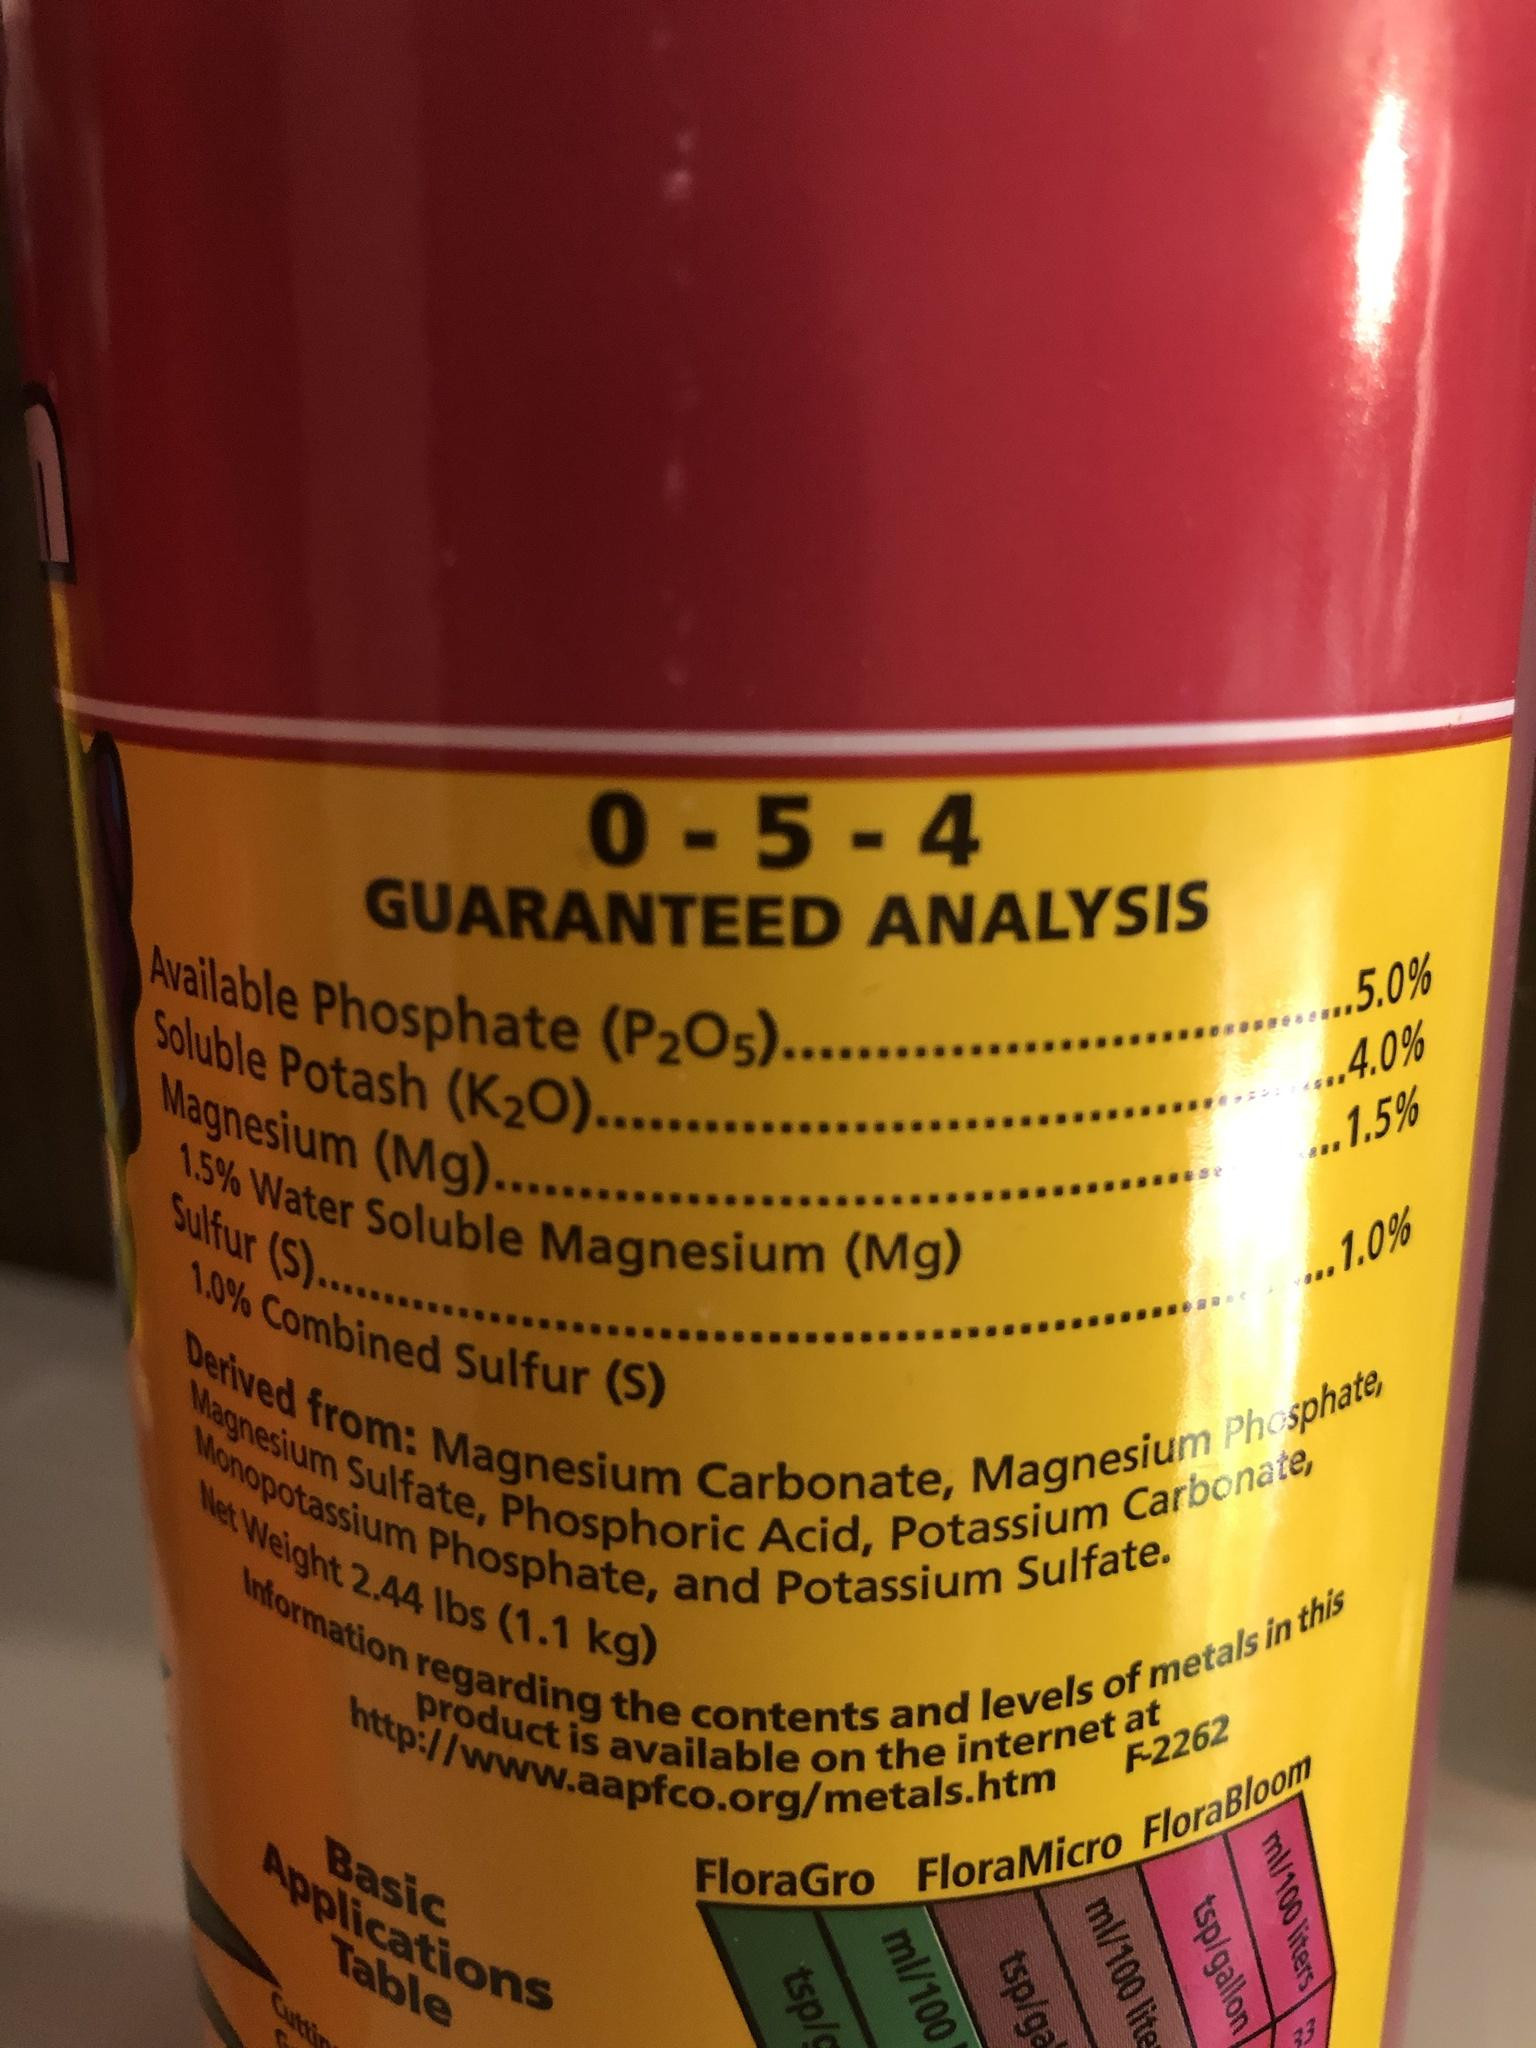 0 - 5 - 4
GUARANTEED ANALYSIS
Available Phosphate (P₂O₅)..........................................5.0%
Soluble Potash (K₂O)..........................................4.0%
Magnesium (Mg)..........................................1.5%
1.5% Water Soluble Magnesium (Mg)
Sulfur (S)..........................................1.0%
1.0% Combined Sulfur (S)
Derived from: Magnesium Carbonate, Magnesium Phosphate,
Magnesium Sulfate, Phosphoric Acid, Potassium Carbonate,
Monopotassium Phosphate, and Potassium Sulfate.
Net Weight 2.44 lbs (1.1 kg)
Information regarding the contents and levels of metals in this
product is available on the internet at
http://www.aapfco.org/metals.htm F-2262
Basic
Applications
Table
FloraGro FloraMicro FloraBloom
ml/100
tsp/ga
ml/100 lite
tsp/gallon
ml/100 liters